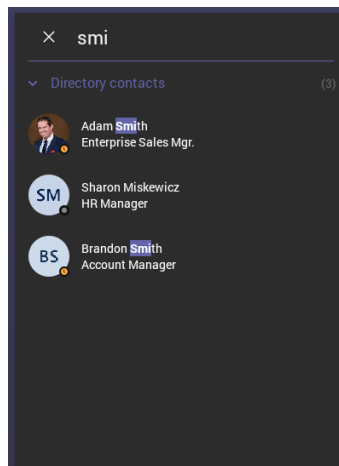 smi
Directory contacts (3)
Adam Smith
Enterprise Sales Mgr.
SM
Sharon Miskewicz
HR Manager
BS
Brandon Smith
Account Manager